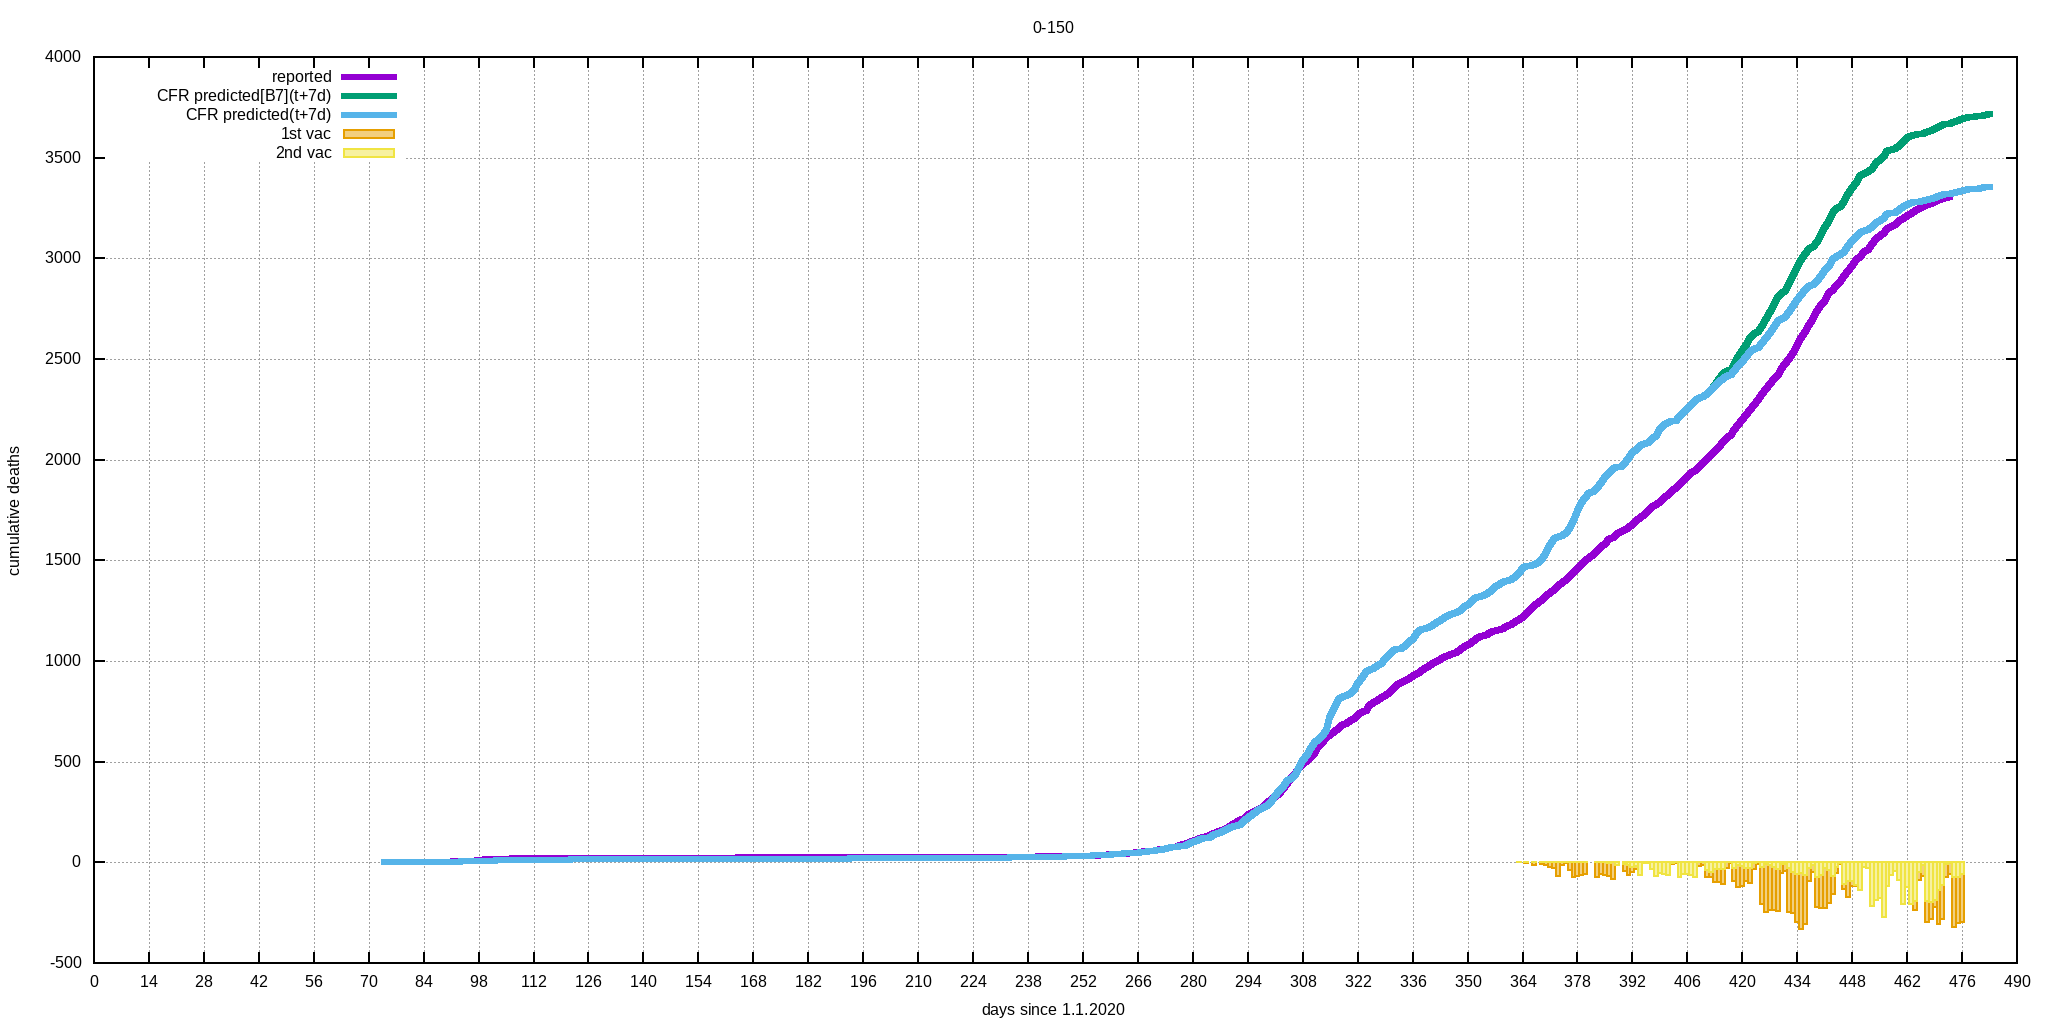 0-150
4000
3500
3000
2500
2000
1500
1000
500
0
-500
reported
CFR predicted[B7](t+7d)
CFR predicted(t+7d)
1st vac
2nd vac
cumulative deaths
0 14 28 42 56 70 84 98 112 126 140 154 168 182 196 210 224 238 252 266 280 294 308 322 336 350 364 378 392 406 420 434 448 462 476 490
days since 1.1.2020